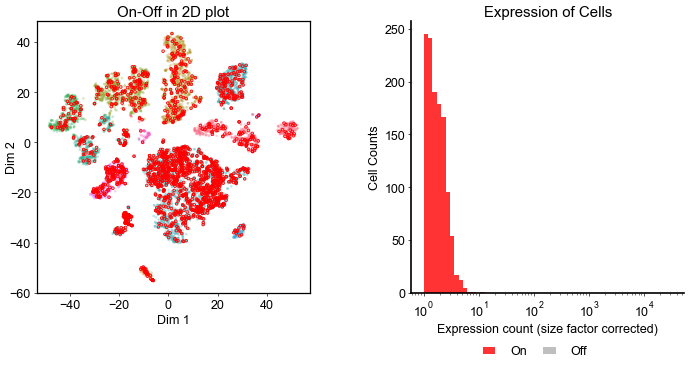 On-Off in 2D plot
Dim 2
40
20
0
−20
−40
−60
−40
−20
0
20
40
Dim 1
Expression of Cells
Cell Counts
250
200
150
100
50
0
10^0
10^1
10^2
10^3
10^4
Expression count (size factor corrected)
On
Off